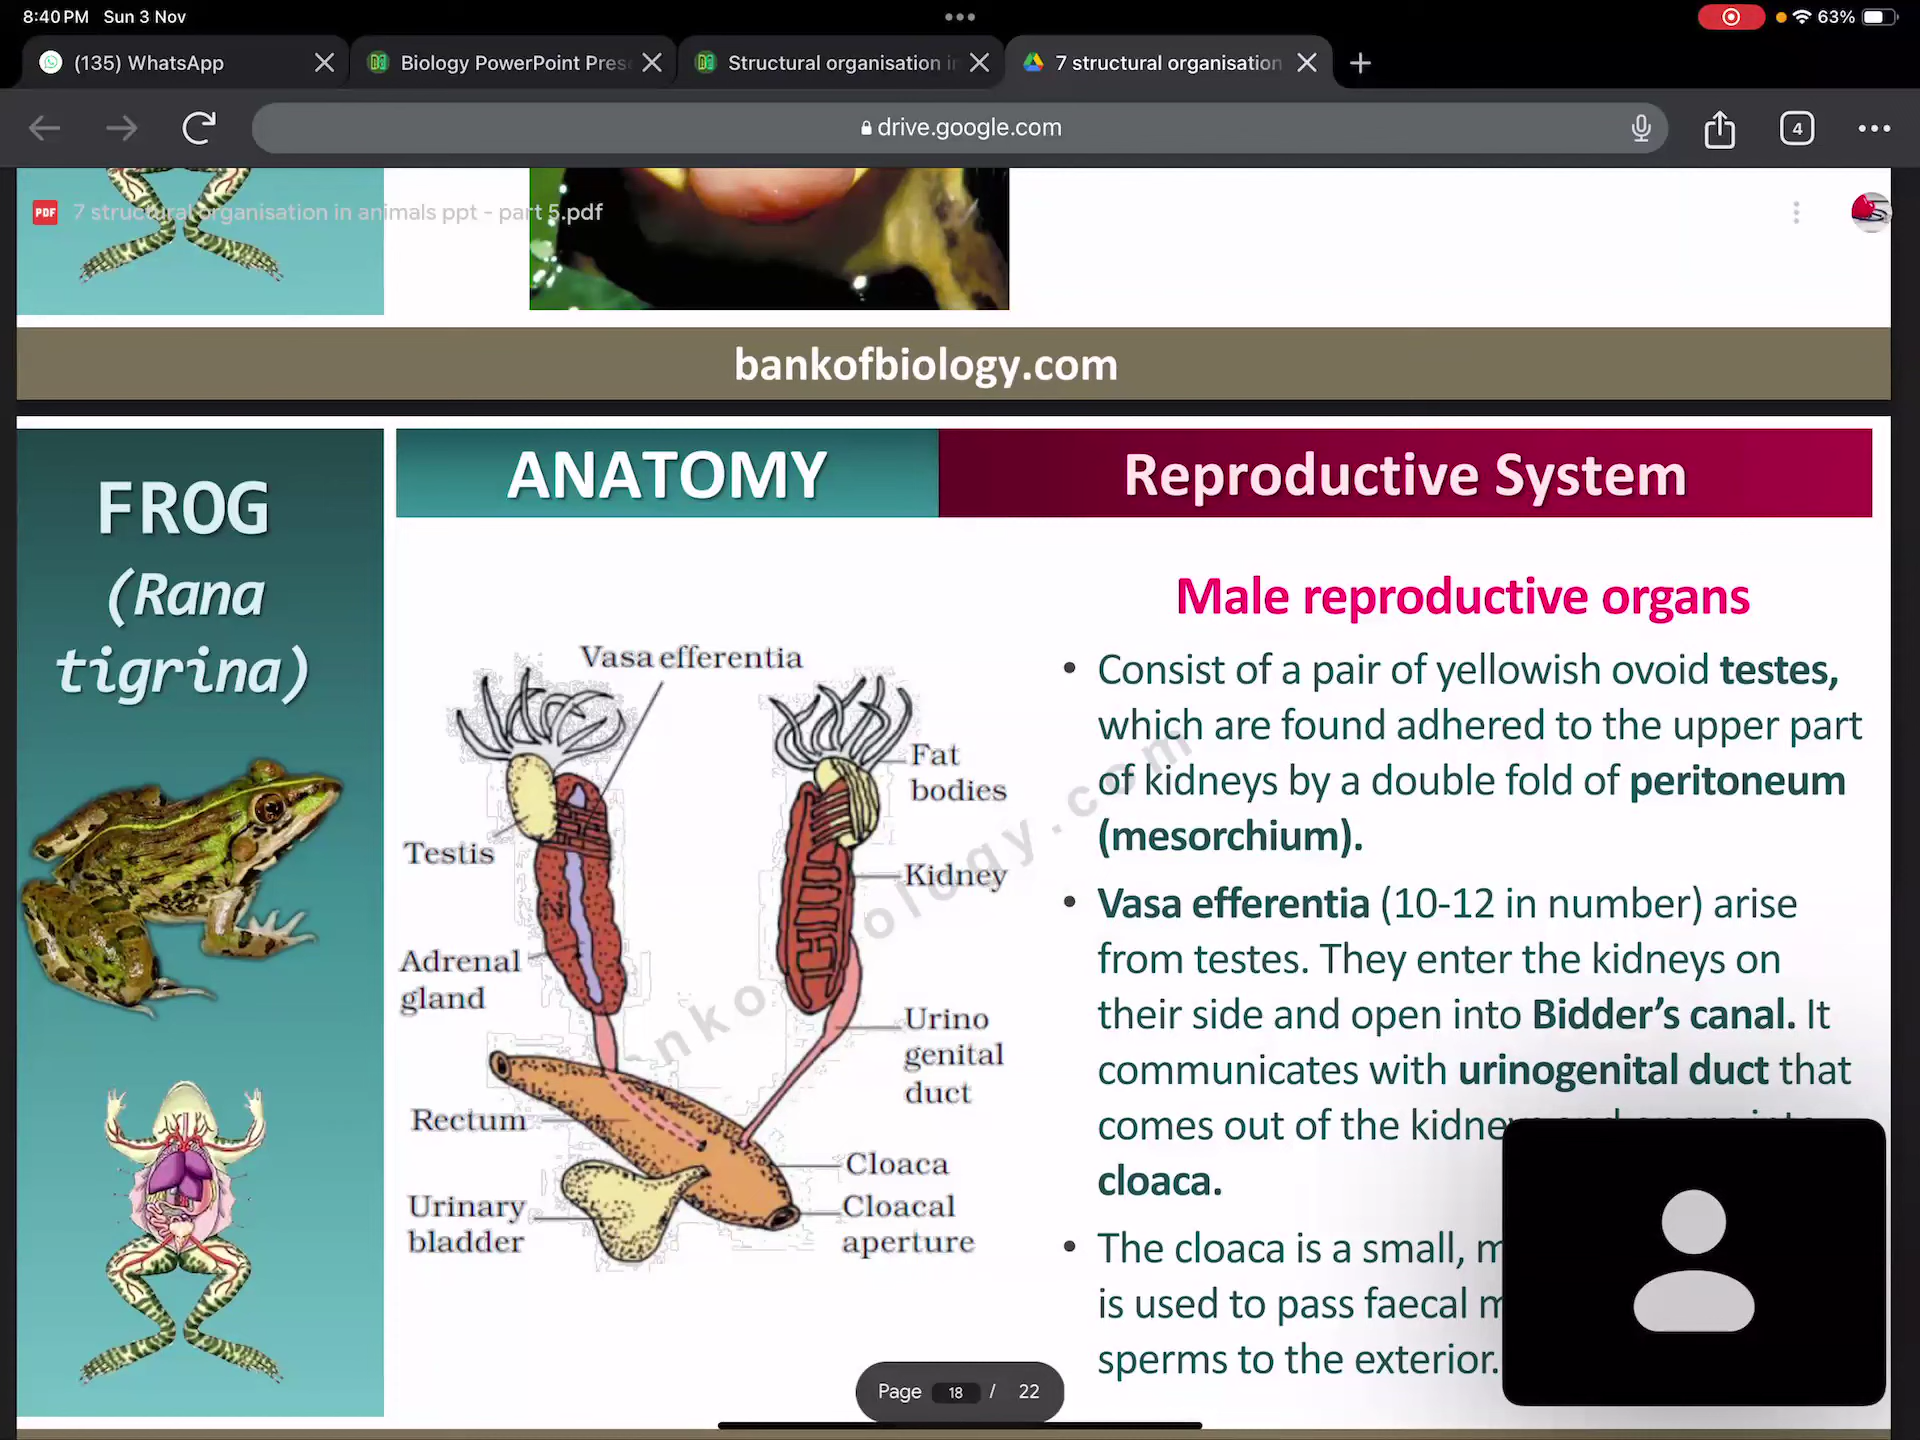 8:40 PM Sun 3 Nov
63%
(135) WhatsApp
Biology PowerPoint Pres
Structural organisation i
7 structural organisation
drive.google.com
4
PDF 7 structural organisation in animals ppt - part 5.pdf
bankofbiology.com
FROG
(Rana
tigrina)
ANATOMY
Reproductive System
Vasa efferentia
Fat
bodies
Testis
Kidney
Adrenal
gland
Urino
genital
duct
Rectum
Cloaca
Urinary
bladder
Cloacal
aperture
Male reproductive organs
• Consist of a pair of yellowish ovoid testes,
which are found adhered to the upper part
of kidneys by a double fold of peritoneum
(mesorchium).
• Vasa efferentia (10-12 in number) arise
from testes. They enter the kidneys on
their side and open into Bidder’s canal. It
communicates with urinogenital duct that
comes out of the kidney
cloaca.
• The cloaca is a small,
is used to pass faecal
sperms to the exterior.
Page 18 / 22